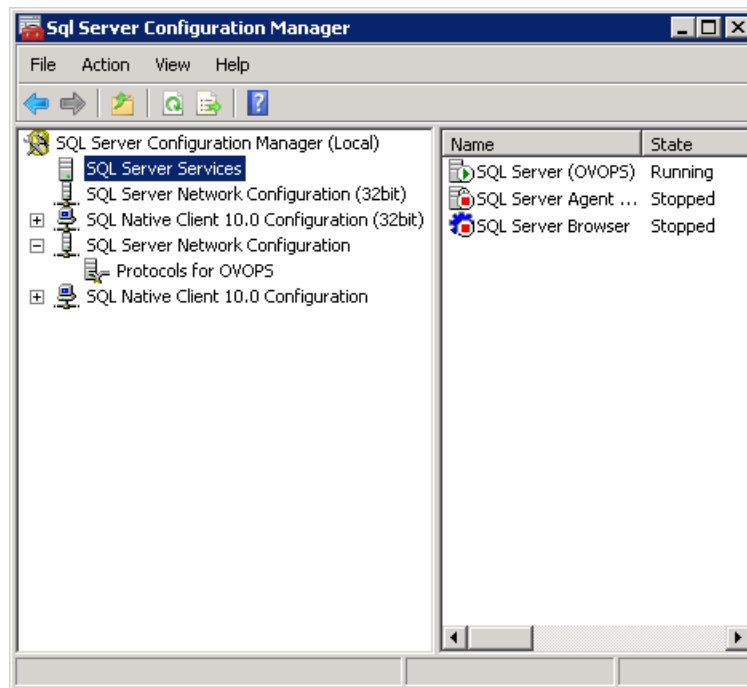 Sql Server Configuration Manager
File Action View Help
SQL Server Configuration Manager (Local)
SQL Server Services
SQL Server Network Configuration (32bit)
SQL Native Client 10.0 Configuration (32bit)
SQL Server Network Configuration
Protocols for OVOPS
SQL Native Client 10.0 Configuration
Name State
SQL Server (OVOPS) Running
SQL Server Agent ... Stopped
SQL Server Browser Stopped